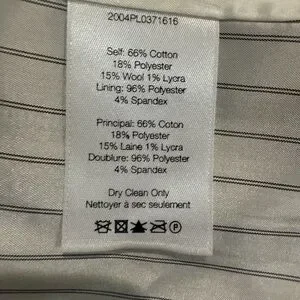 2004PL0371616
Self: 66% Cotton
18% Polyester
15% Wool 1% Lycra
Lining: 96% Polyester
4% Spandex
Principal: 66% Coton
18% Polyester
15% Laine 1% Lycra
Doublure: 96% Polyester
4% Spandex
Dry Clean Only
Nettoyer à sec seulement
P